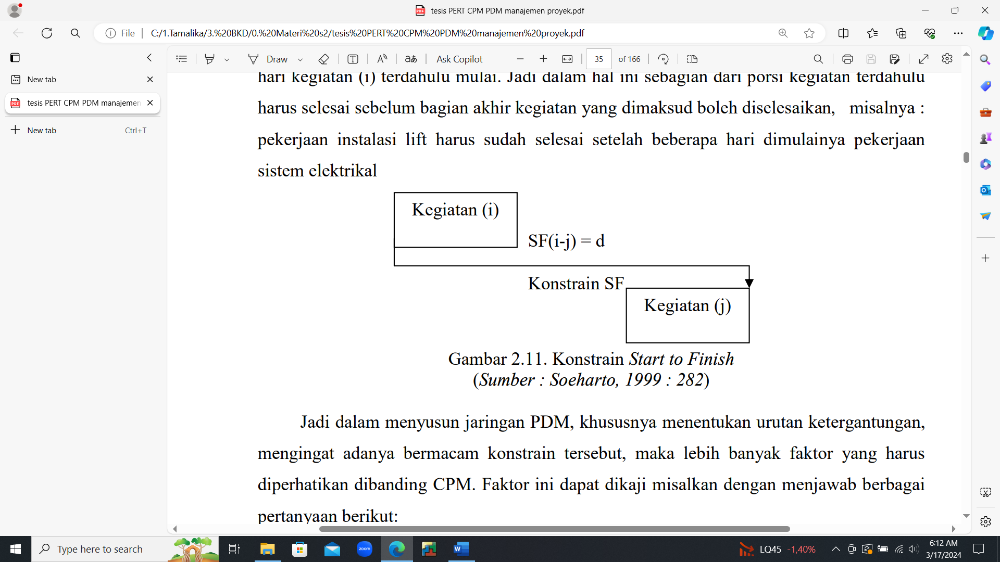 tesis PERT CPM PDM manajemen proyek.pdf
File
C:/1.Tamalika/3.%20BKD/0.%20Materi%20s2/tesis%20PERT%20CPM%20PDM%20manajemen%20proyek.pdf
New tab
tesis PERT CPM PDM manajemen
New tab Ctrl+T
Draw
Ask Copilot
35 of 166
hari kegiatan (i) terdahulu mulai. Jadi dalam hal ini sebagian dari porsi kegiatan terdahulu
harus selesai sebelum bagian akhir kegiatan yang dimaksud boleh diselesaikan, misalnya :
pekerjaan instalasi lift harus sudah selesai setelah beberapa hari dimulainya pekerjaan
sistem elektrikal
Kegiatan (i)
SF(i-j) = d
Konstrain SF
Kegiatan (j)
Gambar 2.11. Konstrain Start to Finish
(Sumber : Soeharto, 1999 : 282)
Jadi dalam menyusun jaringan PDM, khususnya menentukan urutan ketergantungan,
mengingat adanya bermacam konstrain tersebut, maka lebih banyak faktor yang harus
diperhatikan dibanding CPM. Faktor ini dapat dikaji misalkan dengan menjawab berbagai
pertanyaan berikut:
Type here to search
zoom
LQ45 -1,40%
6:12 AM
3/17/2024